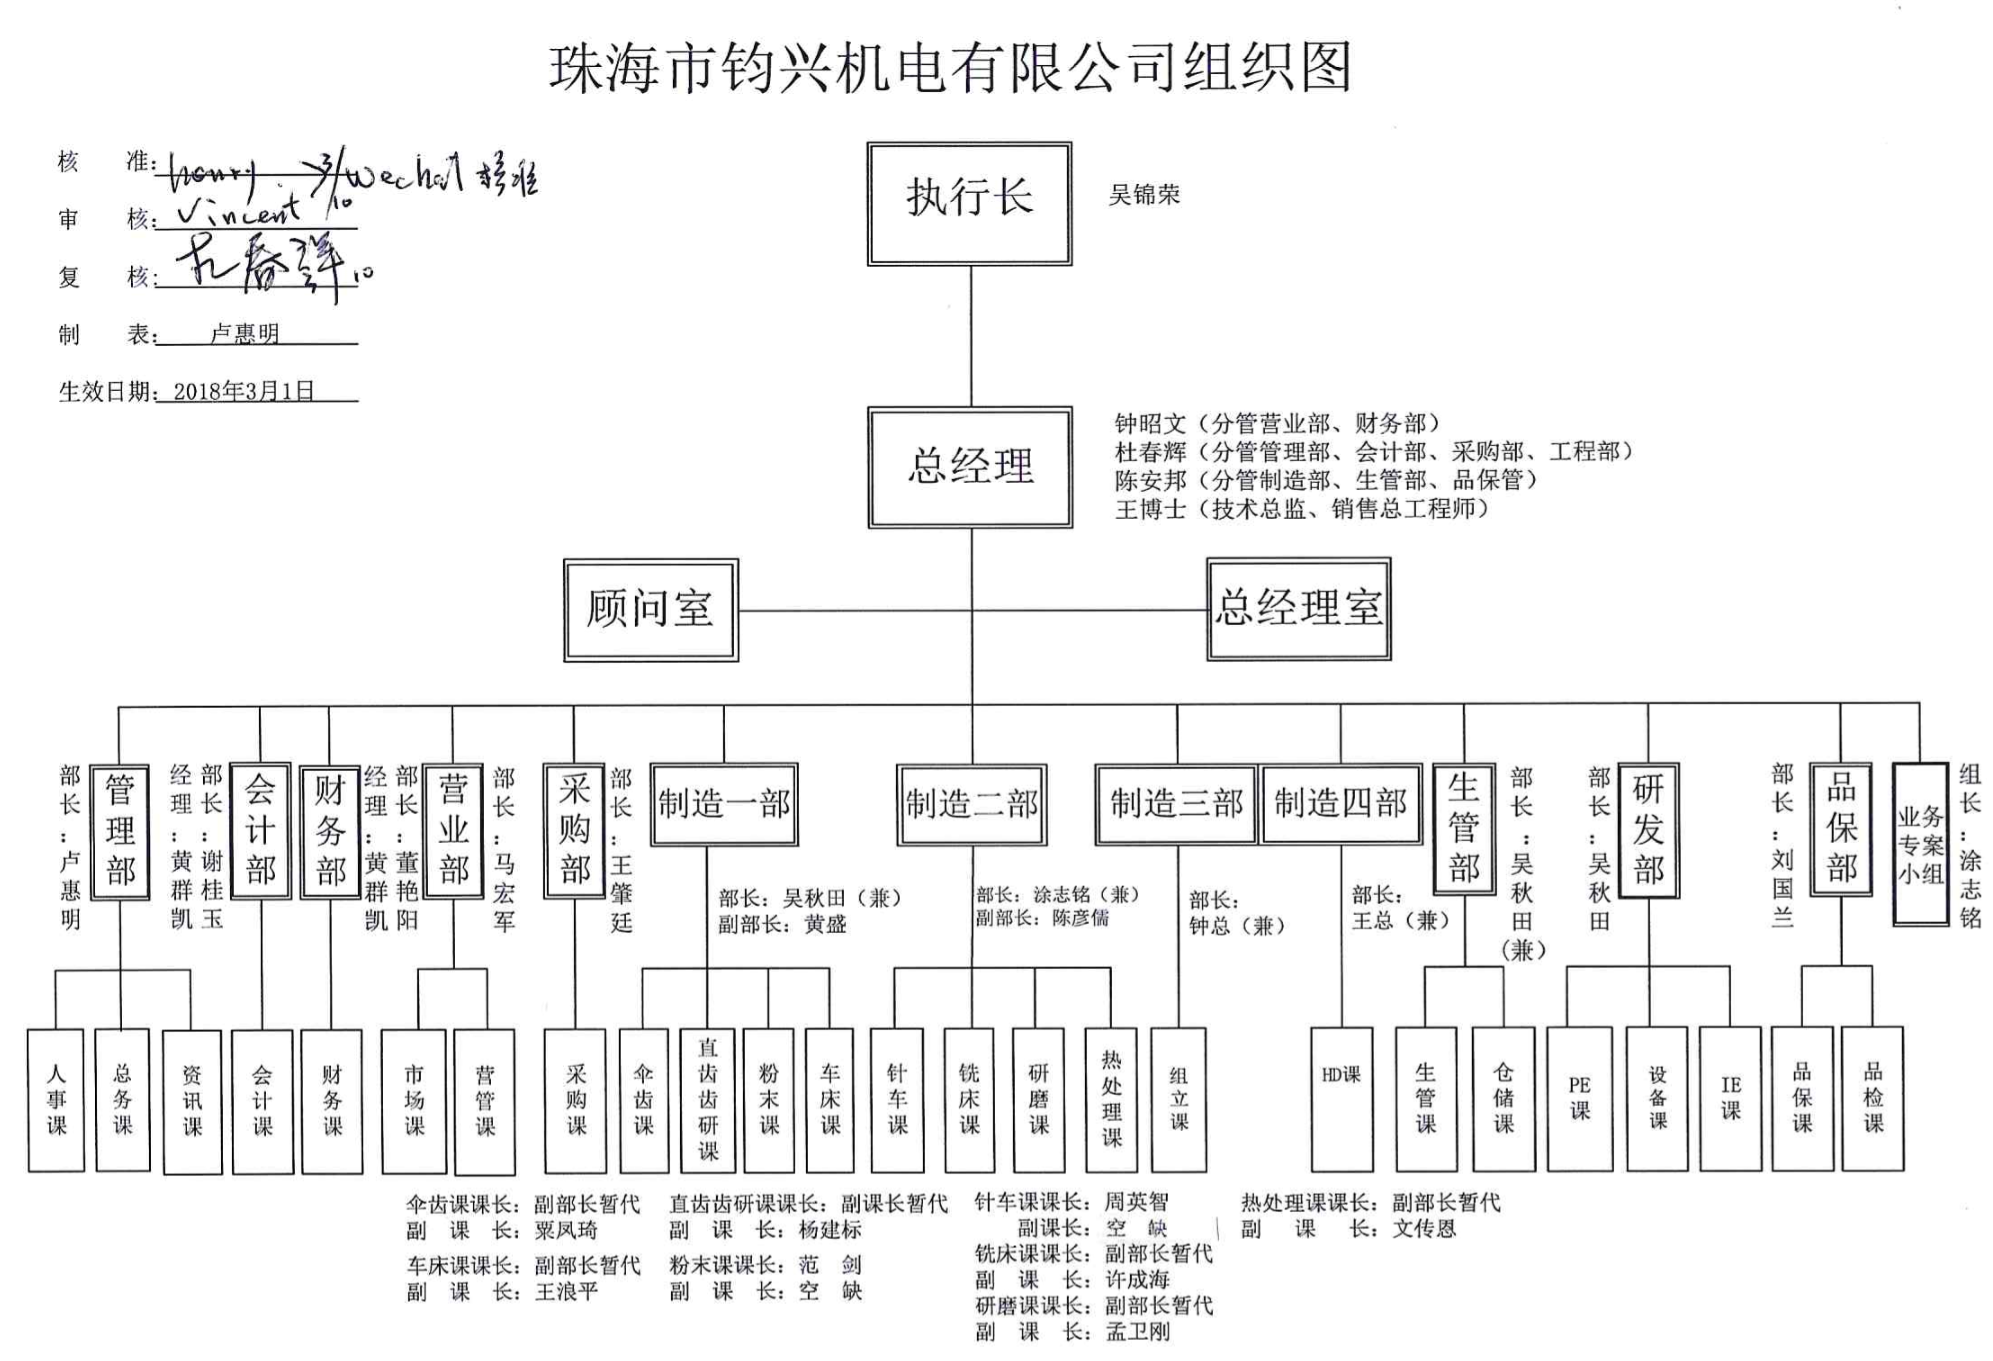 珠海市钧兴机电有限公司组织图
核 准: henry 3/10 Wechat 核准
审 核: Vincent
复 核: 10
制 表: 卢惠明
生效日期: 2018年3月1日
执行长
吴锦荣
总经理
钟昭文（分管营业部、财务部）
杜春辉（分管管理部、会计部、采购部、工程部）
陈安邦（分管制造部、生管部、品保管）
王博士（技术总监、销售总工程师）
顾问室
总经理室
部长：卢惠明
管理部
经理：黄群凯
部长：谢桂玉
会计部
财务部
经理：黄群凯
部长：董艳阳
营业部
部长：马宏军
采购部
部长：王肇廷
制造一部
部长：吴秋田（兼）
副部长：黄盛
制造二部
部长：涂志铭（兼）
副部长：陈彦儒
制造三部
部长：
钟总（兼）
制造四部
部长：
王总（兼）
生管部
部长：吴秋田(兼）
部长：吴秋田
研发部
部长：刘国兰
品保部
业务
专案
小组
组长：涂志铭
人事课
总务课
资讯课
会计课
财务课
市场课
营管课
采购课
伞齿课
直齿齿研课
粉末课
车床课
针车课
铣床课
研磨课
热处理课
组立课
HD课
生管课
仓储课
PE课
设备课
IE课
品保课
品检课
伞齿课课长：副部长暂代
副 课 长：粟凤琦
车床课课长：副部长暂代
副 课 长：王浪平
直齿齿研课课长：副课长暂代
副 课 长：杨建标
粉末课课长：范 剑
副 课 长：空 缺
针车课课长：周英智
副课长：空 缺
铣床课课长：副部长暂代
副 课 长：许成海
研磨课课长：副部长暂代
副 课 长：孟卫刚
热处理课课长：副部长暂代
副 课 长：文传恩